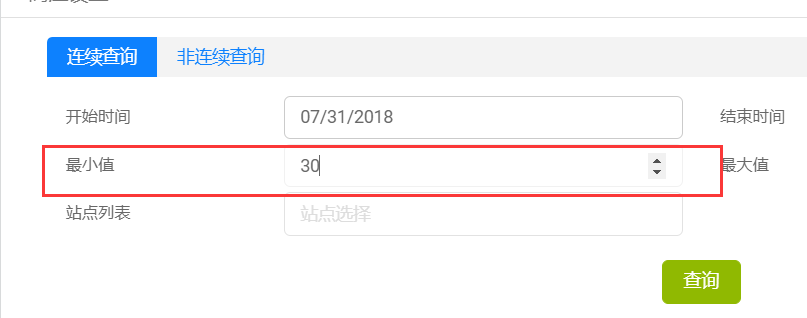 连续查询 非连续查询
开始时间 07/31/2018 结束时间
最小值 30 最大值
站点列表 站点选择
查询